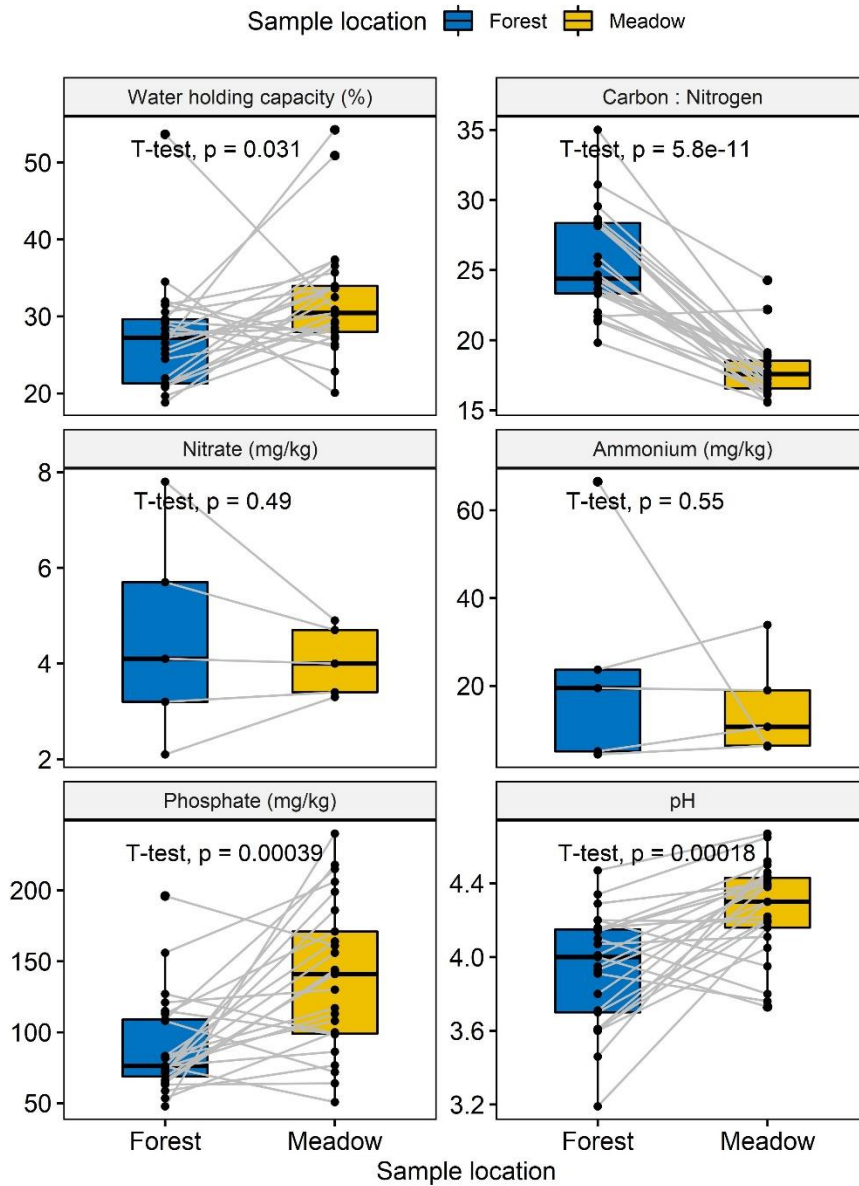 Sample location Forest Meadow
Water holding capacity (%)
T-test, p = 0.031
50
40
30
20
Carbon : Nitrogen
T-test, p = 5.8e-11
35
30
25
20
15
Nitrate (mg/kg)
T-test, p = 0.49
8
6
4
2
Ammonium (mg/kg)
T-test, p = 0.55
60
40
20
Phosphate (mg/kg)
T-test, p = 0.00039
200
150
100
50
pH
T-test, p = 0.00018
4.4
4.0
3.6
3.2
Forest Meadow Forest Meadow
Sample location